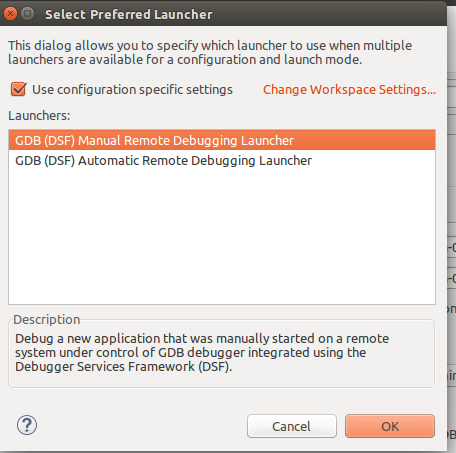 Select Preferred Launcher
This dialog allows you to specify which launcher to use when multiple
launchers are available for a configuration and launch mode.
Use configuration specific settings
Change Workspace Settings...
Launchers:
GDB (DSF) Manual Remote Debugging Launcher
GDB (DSF) Automatic Remote Debugging Launcher
Description
Debug a new application that was manually started on a remote
system under control of GDB debugger integrated using the
Debugger Services Framework (DSF).
?
Cancel
OK